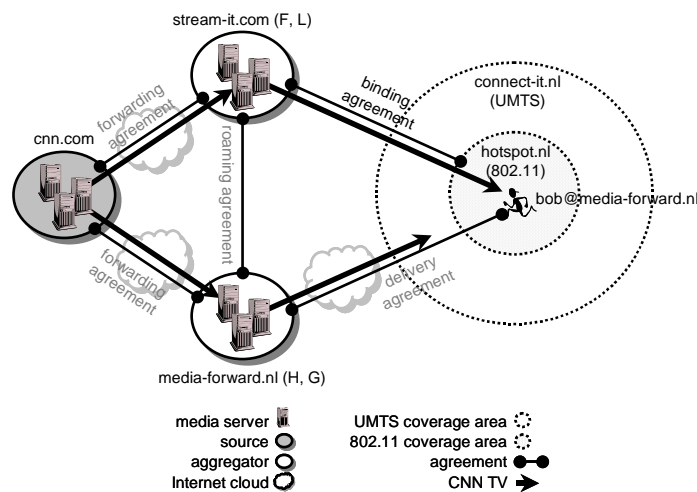 stream-it.com (F, L)
connect-it.nl
(UMTS)
binding
agreement
forwarding
agreement
cnn.com
roaming agreement
hotspot.nl
(802.11)
bob@media-forward.nl
forwarding
agreement
delivery
agreement
media-forward.nl (H, G)
media server
source
aggregator
Internet cloud
UMTS coverage area
802.11 coverage area
agreement
CNN TV